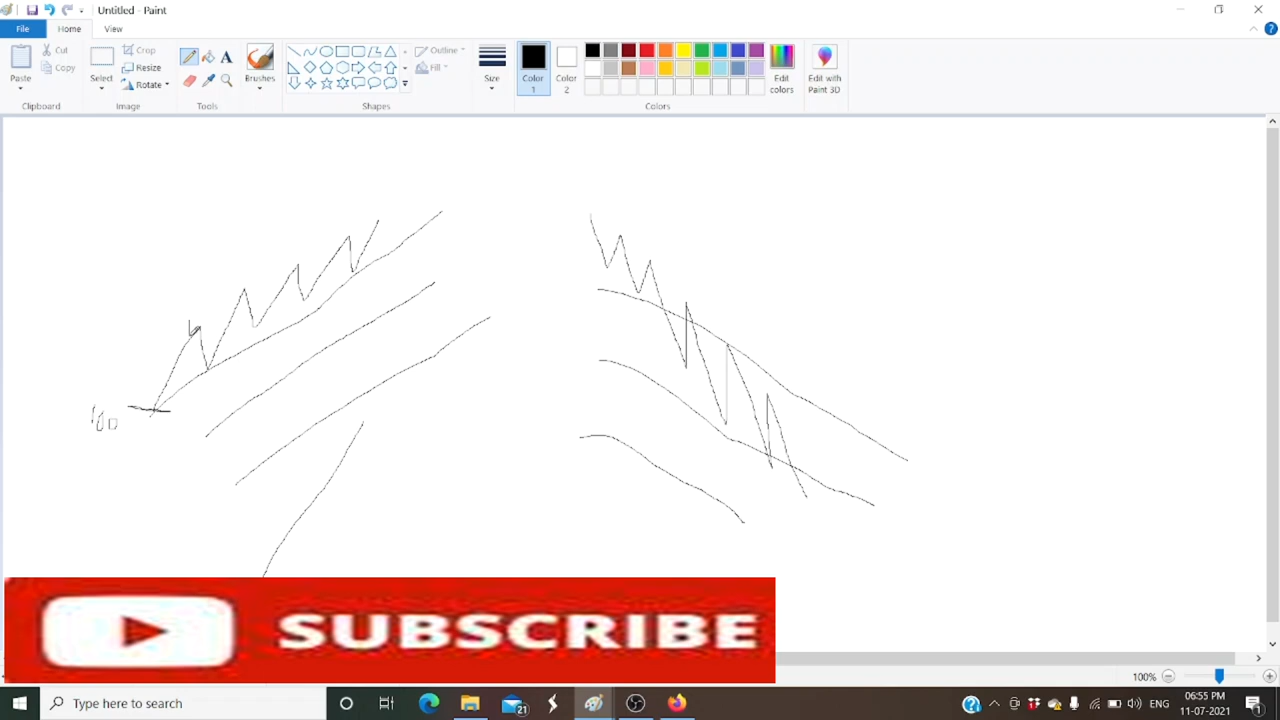 Untitled - Paint
File
Home
View
Paste
Cut
Copy
Clipboard
Select
Crop
Resize
Rotate
Image
Tools
Brushes
Shapes
Outline
Fill
Size
Color 1
Color 2
Colors
Edit colors
Edit with Paint 3D
SUBSCRIBE
100%
Type here to search
21
06:55 PM
11-07-2021
1